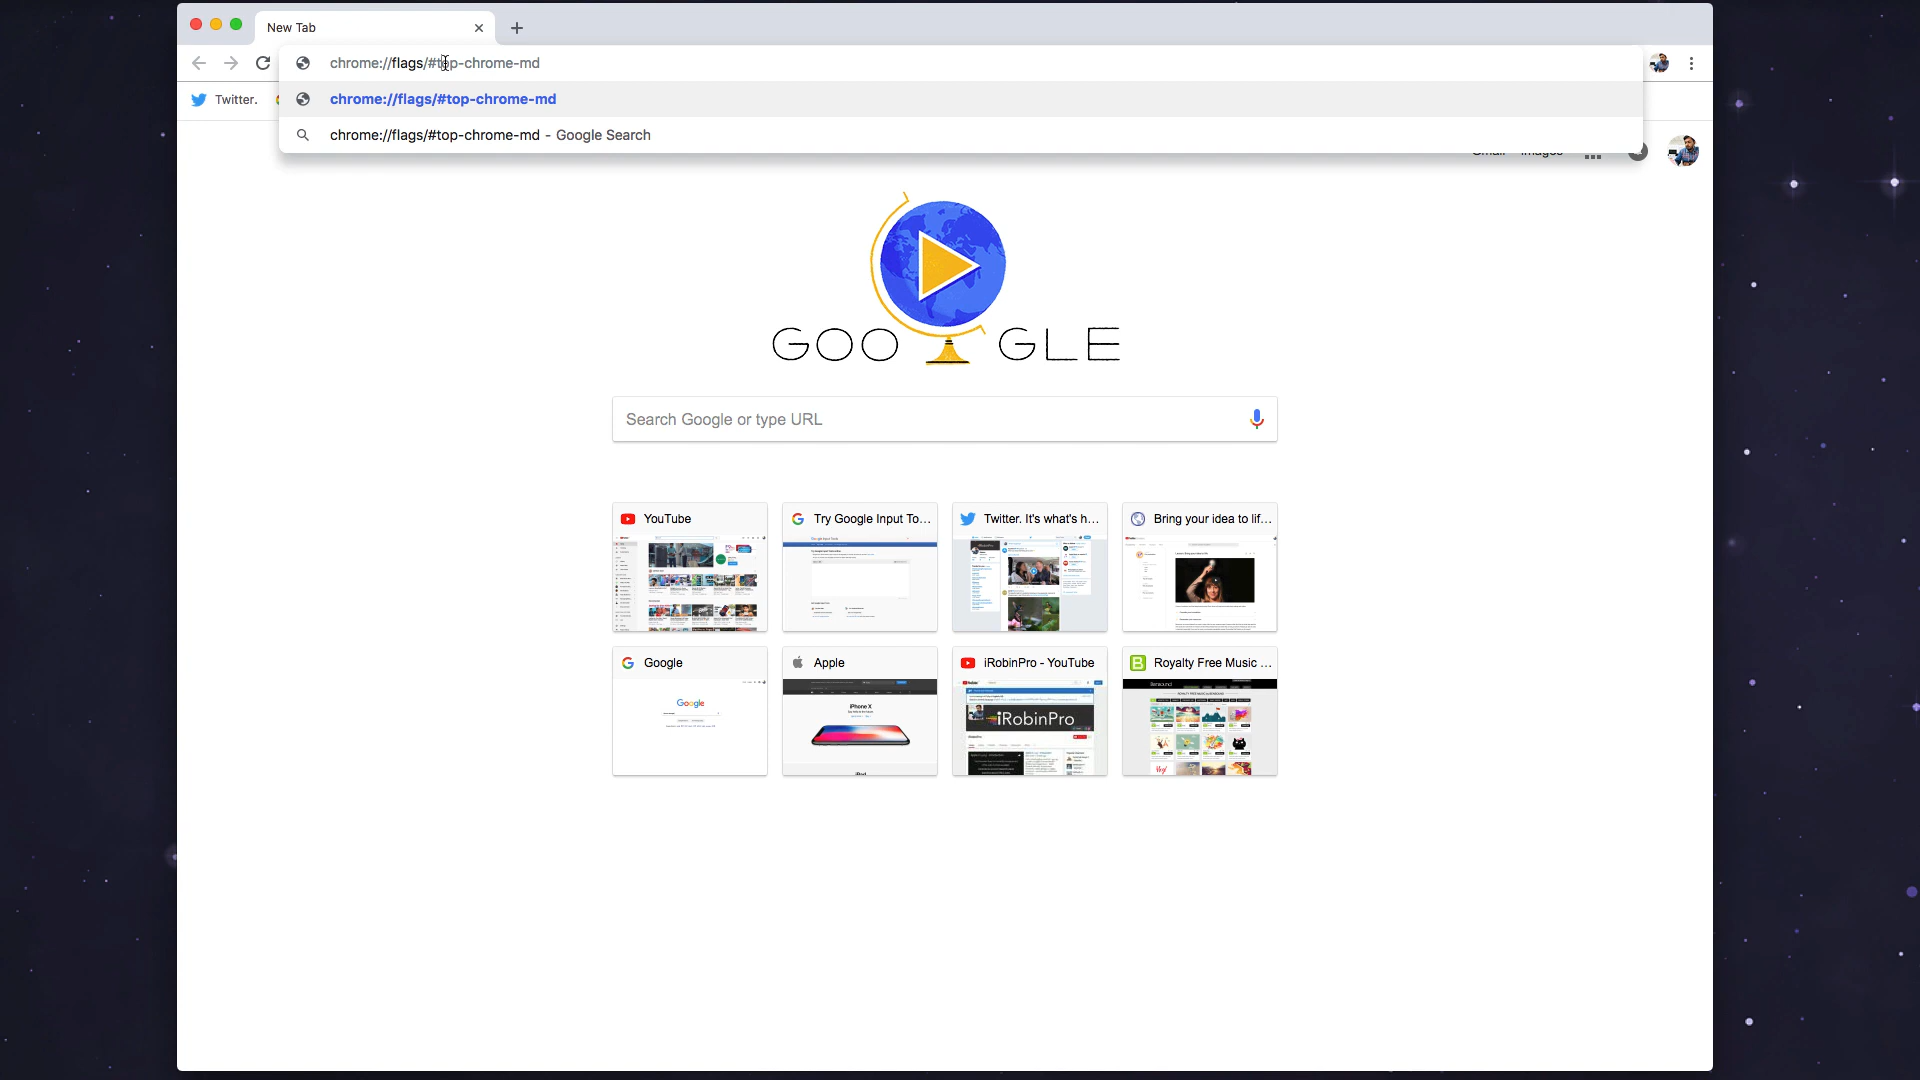 New Tab
chrome://flags/#top-chrome-md
Twitter.
chrome://flags/#top-chrome-md
chrome://flags/#top-chrome-md - Google Search
GOO GLE
Search Google or type URL
YouTube
Try Google Input To...
Twitter. It's what's h...
Bring your idea to lif...
Google
Apple
iRobinPro - YouTube
Royalty Free Music ...
Google
iPhone X
iRobinPro